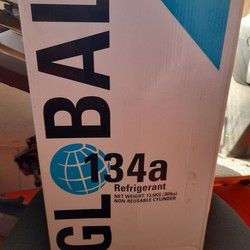 GLOBAL
134a
Refrigerant
NET WEIGHT: 13.6KG (30lbs)
NON-REUSABLE CYLINDER